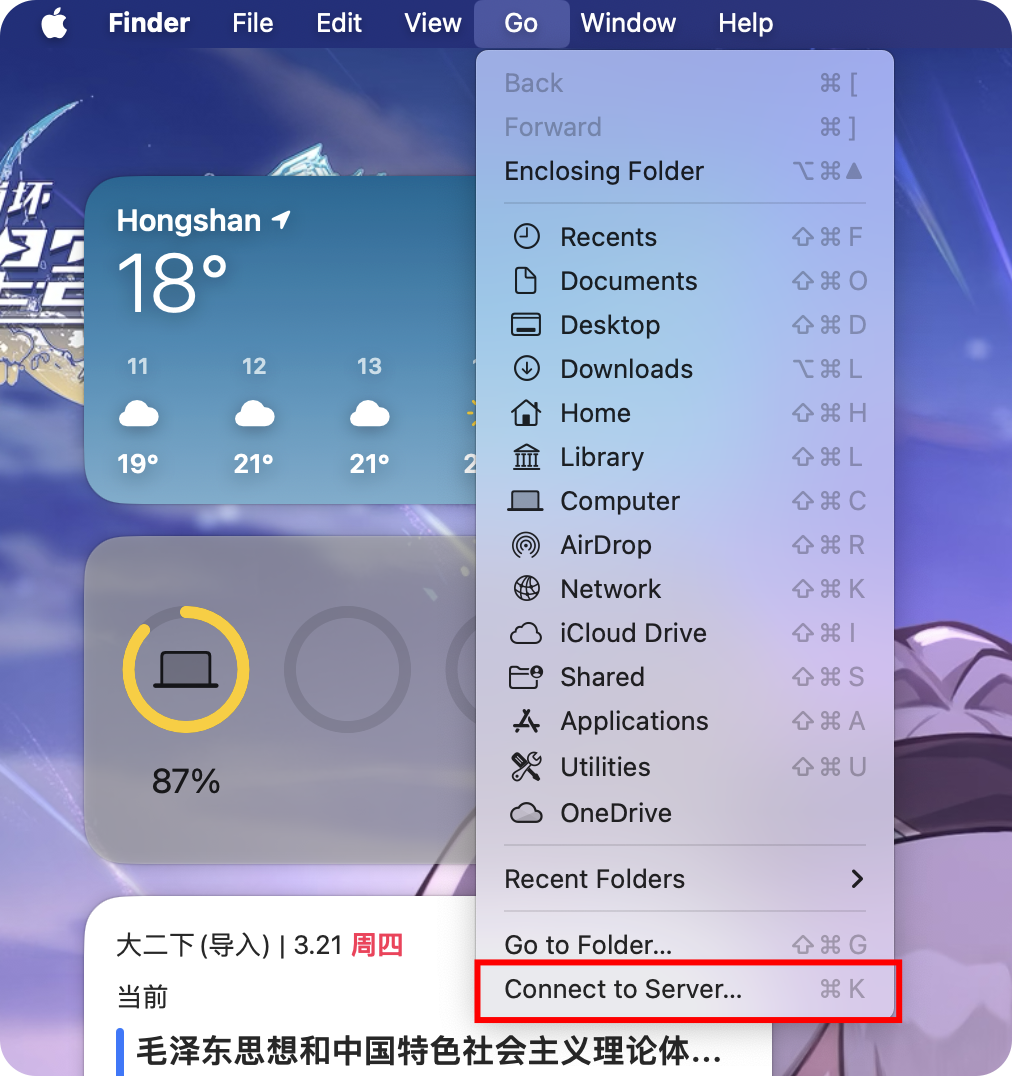 Finder File Edit View Go Window Help
Back ⌘ [
Forward ⌘ ]
Enclosing Folder ⌥⌘▲
Recents ⇧⌘F
Documents ⇧⌘O
Desktop ⇧⌘D
Downloads ⌥⌘L
Home ⇧⌘H
Library ⇧⌘L
Computer ⇧⌘C
AirDrop ⇧⌘R
Network ⇧⌘K
iCloud Drive ⇧⌘I
Shared ⇧⌘S
Applications ⇧⌘A
Utilities ⇧⌘U
OneDrive
Recent Folders
Go to Folder... ⇧⌘G
Connect to Server... ⌘K
Hongshan
18°
11 12 13
19° 21° 21°
87%
大二下(导入) | 3.21 周四
当前
毛泽东思想和中国特色社会主义理论体...